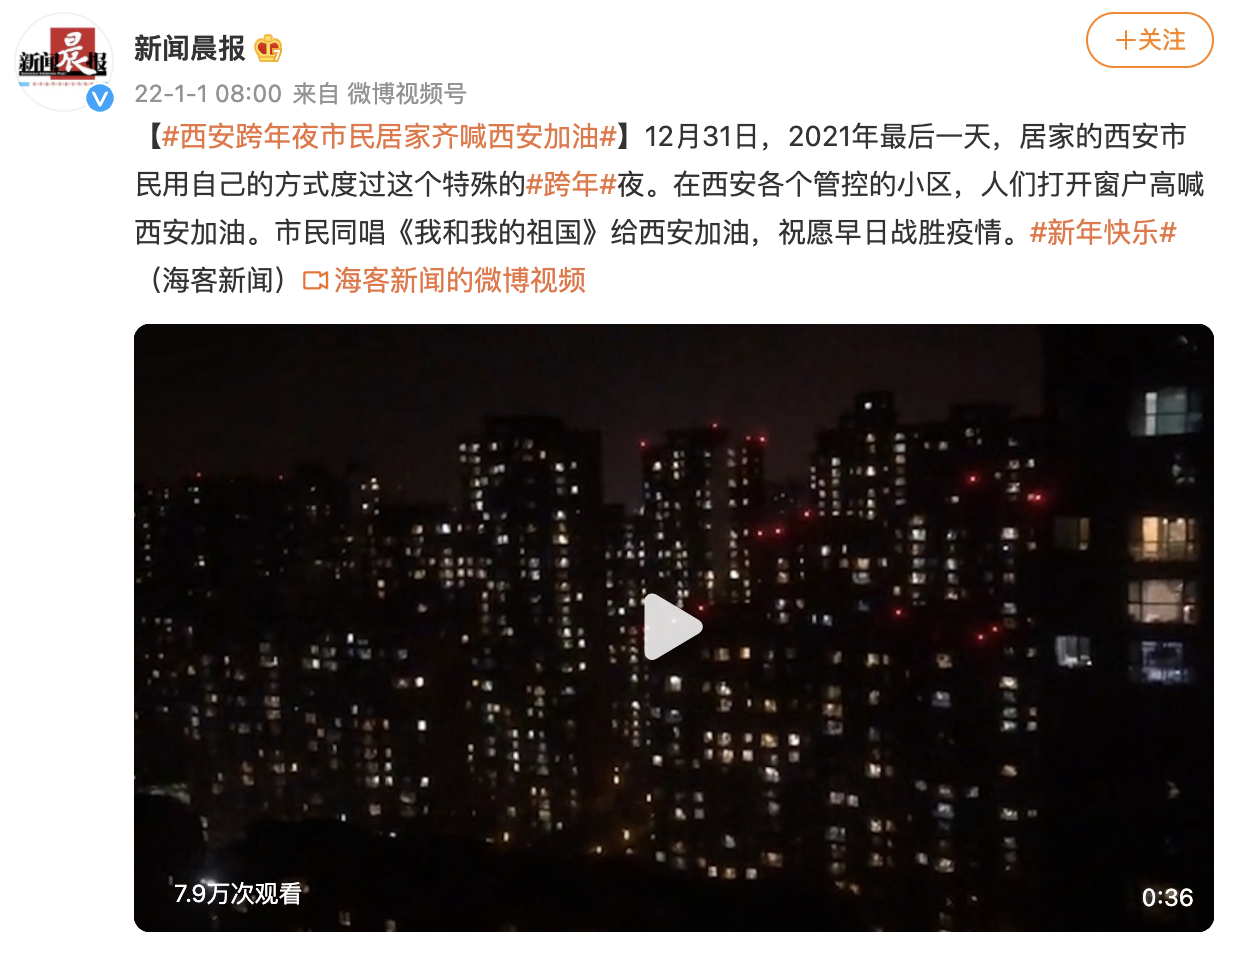 新闻晨报
新闻晨报
＋关注
22-1-1 08:00 来自 微博视频号
【#西安跨年夜市民居家齐喊西安加油#】12月31日，2021年最后一天，居家的西安市
民用自己的方式度过这个特殊的#跨年#夜。在西安各个管控的小区，人们打开窗户高喊
西安加油。市民同唱《我和我的祖国》给西安加油，祝愿早日战胜疫情。#新年快乐#
（海客新闻）海客新闻的微博视频
7.9万次观看
0:36